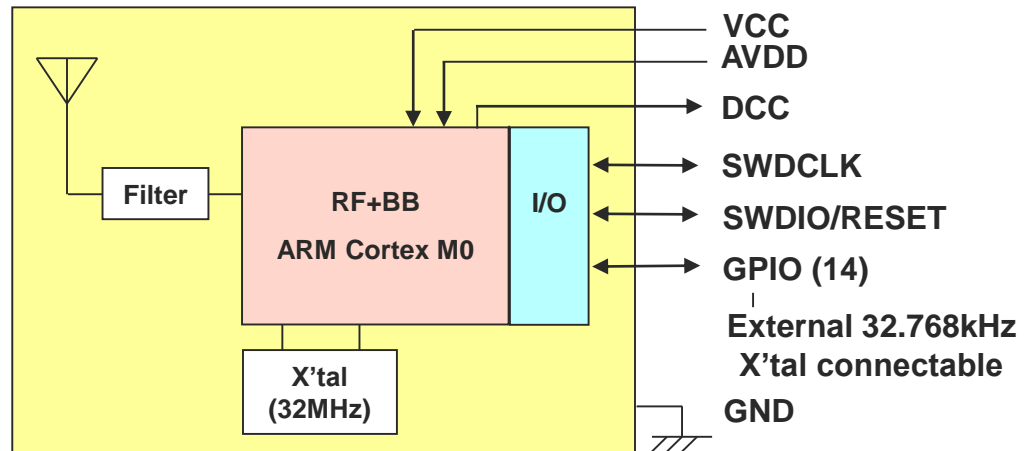 VCC
AVDD
DCC
Filter
RF+BB
ARM Cortex M0
I/O
SWDCLK
SWDIO/RESET
GPIO (14)
External 32.768kHz
X'tal connectable
X’tal
(32MHz)
GND